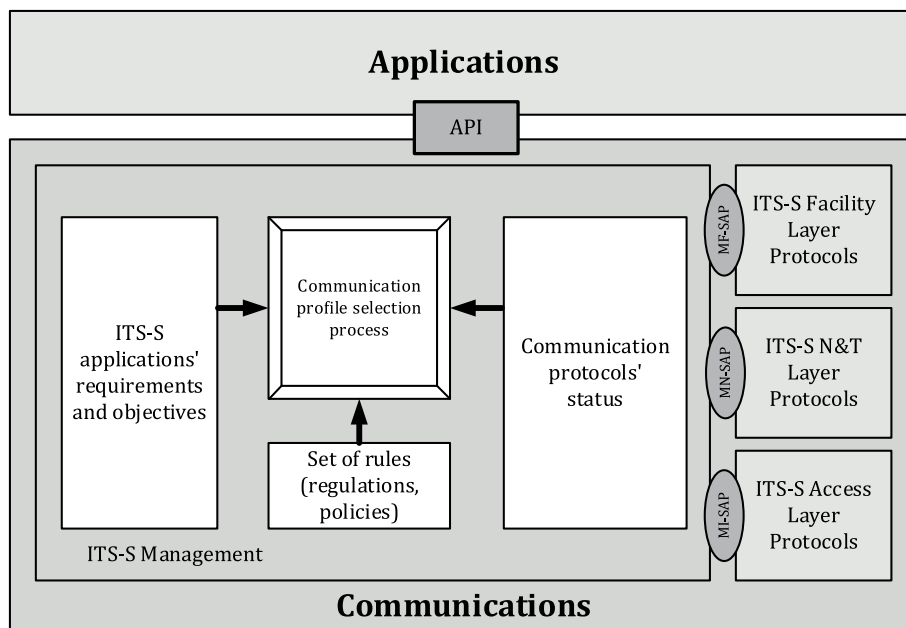 Applications
API
ITS-S
applications'
requirements
and objectives
Communication
profile selection
process
Set of rules
(regulations,
policies)
Communication
protocols'
status
ITS-S Management
MF-SAP
ITS-S Facility
Layer
Protocols
MN-SAP
ITS-S N&T
Layer
Protocols
MI-SAP
ITS-S Access
Layer
Protocols
Communications